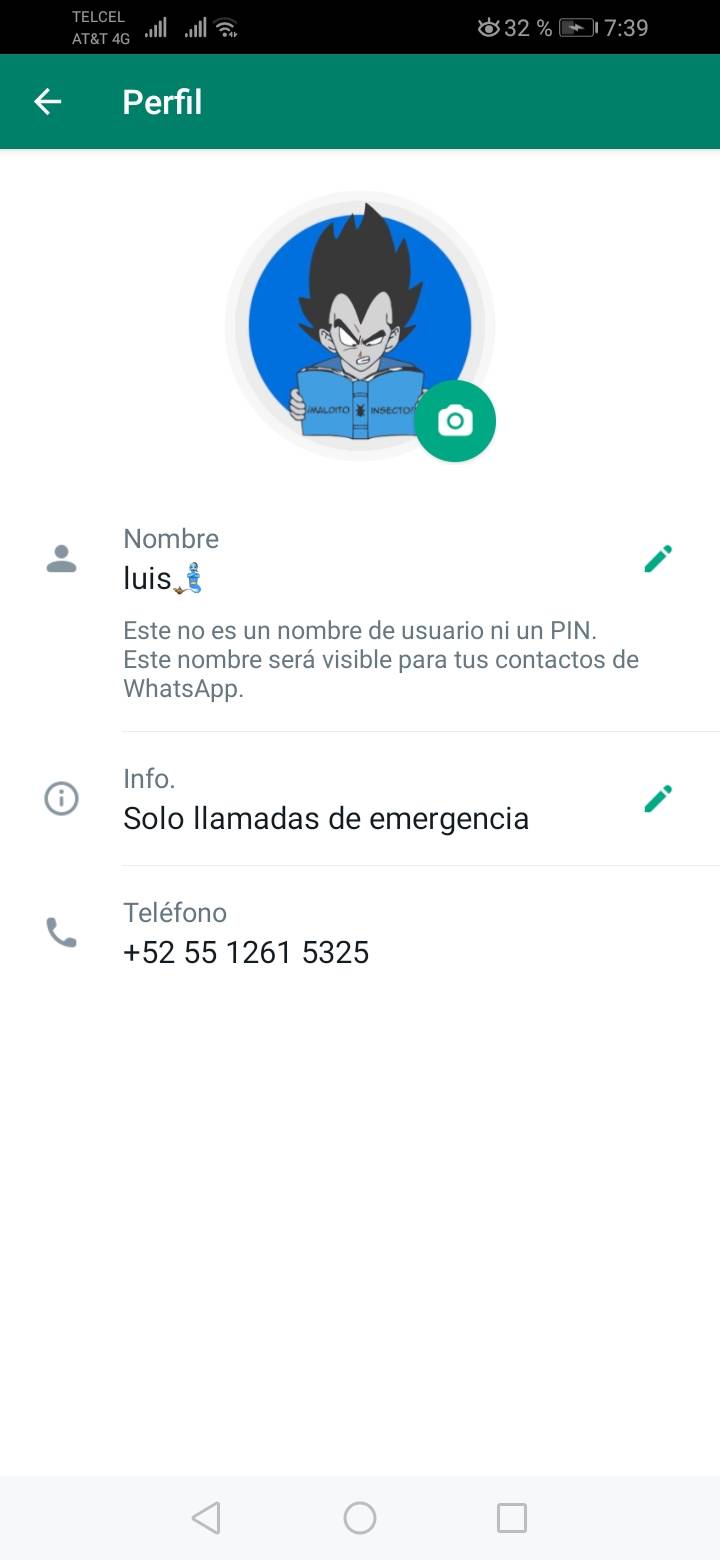 TELCEL
AT&T 4G
32 %
7:39
Perfil
¡MALDITO INSECTO!
Nombre
luis🧞‍♂️
Este no es un nombre de usuario ni un PIN.
Este nombre será visible para tus contactos de
WhatsApp.
Info.
Solo llamadas de emergencia
Teléfono
+52 55 1261 5325